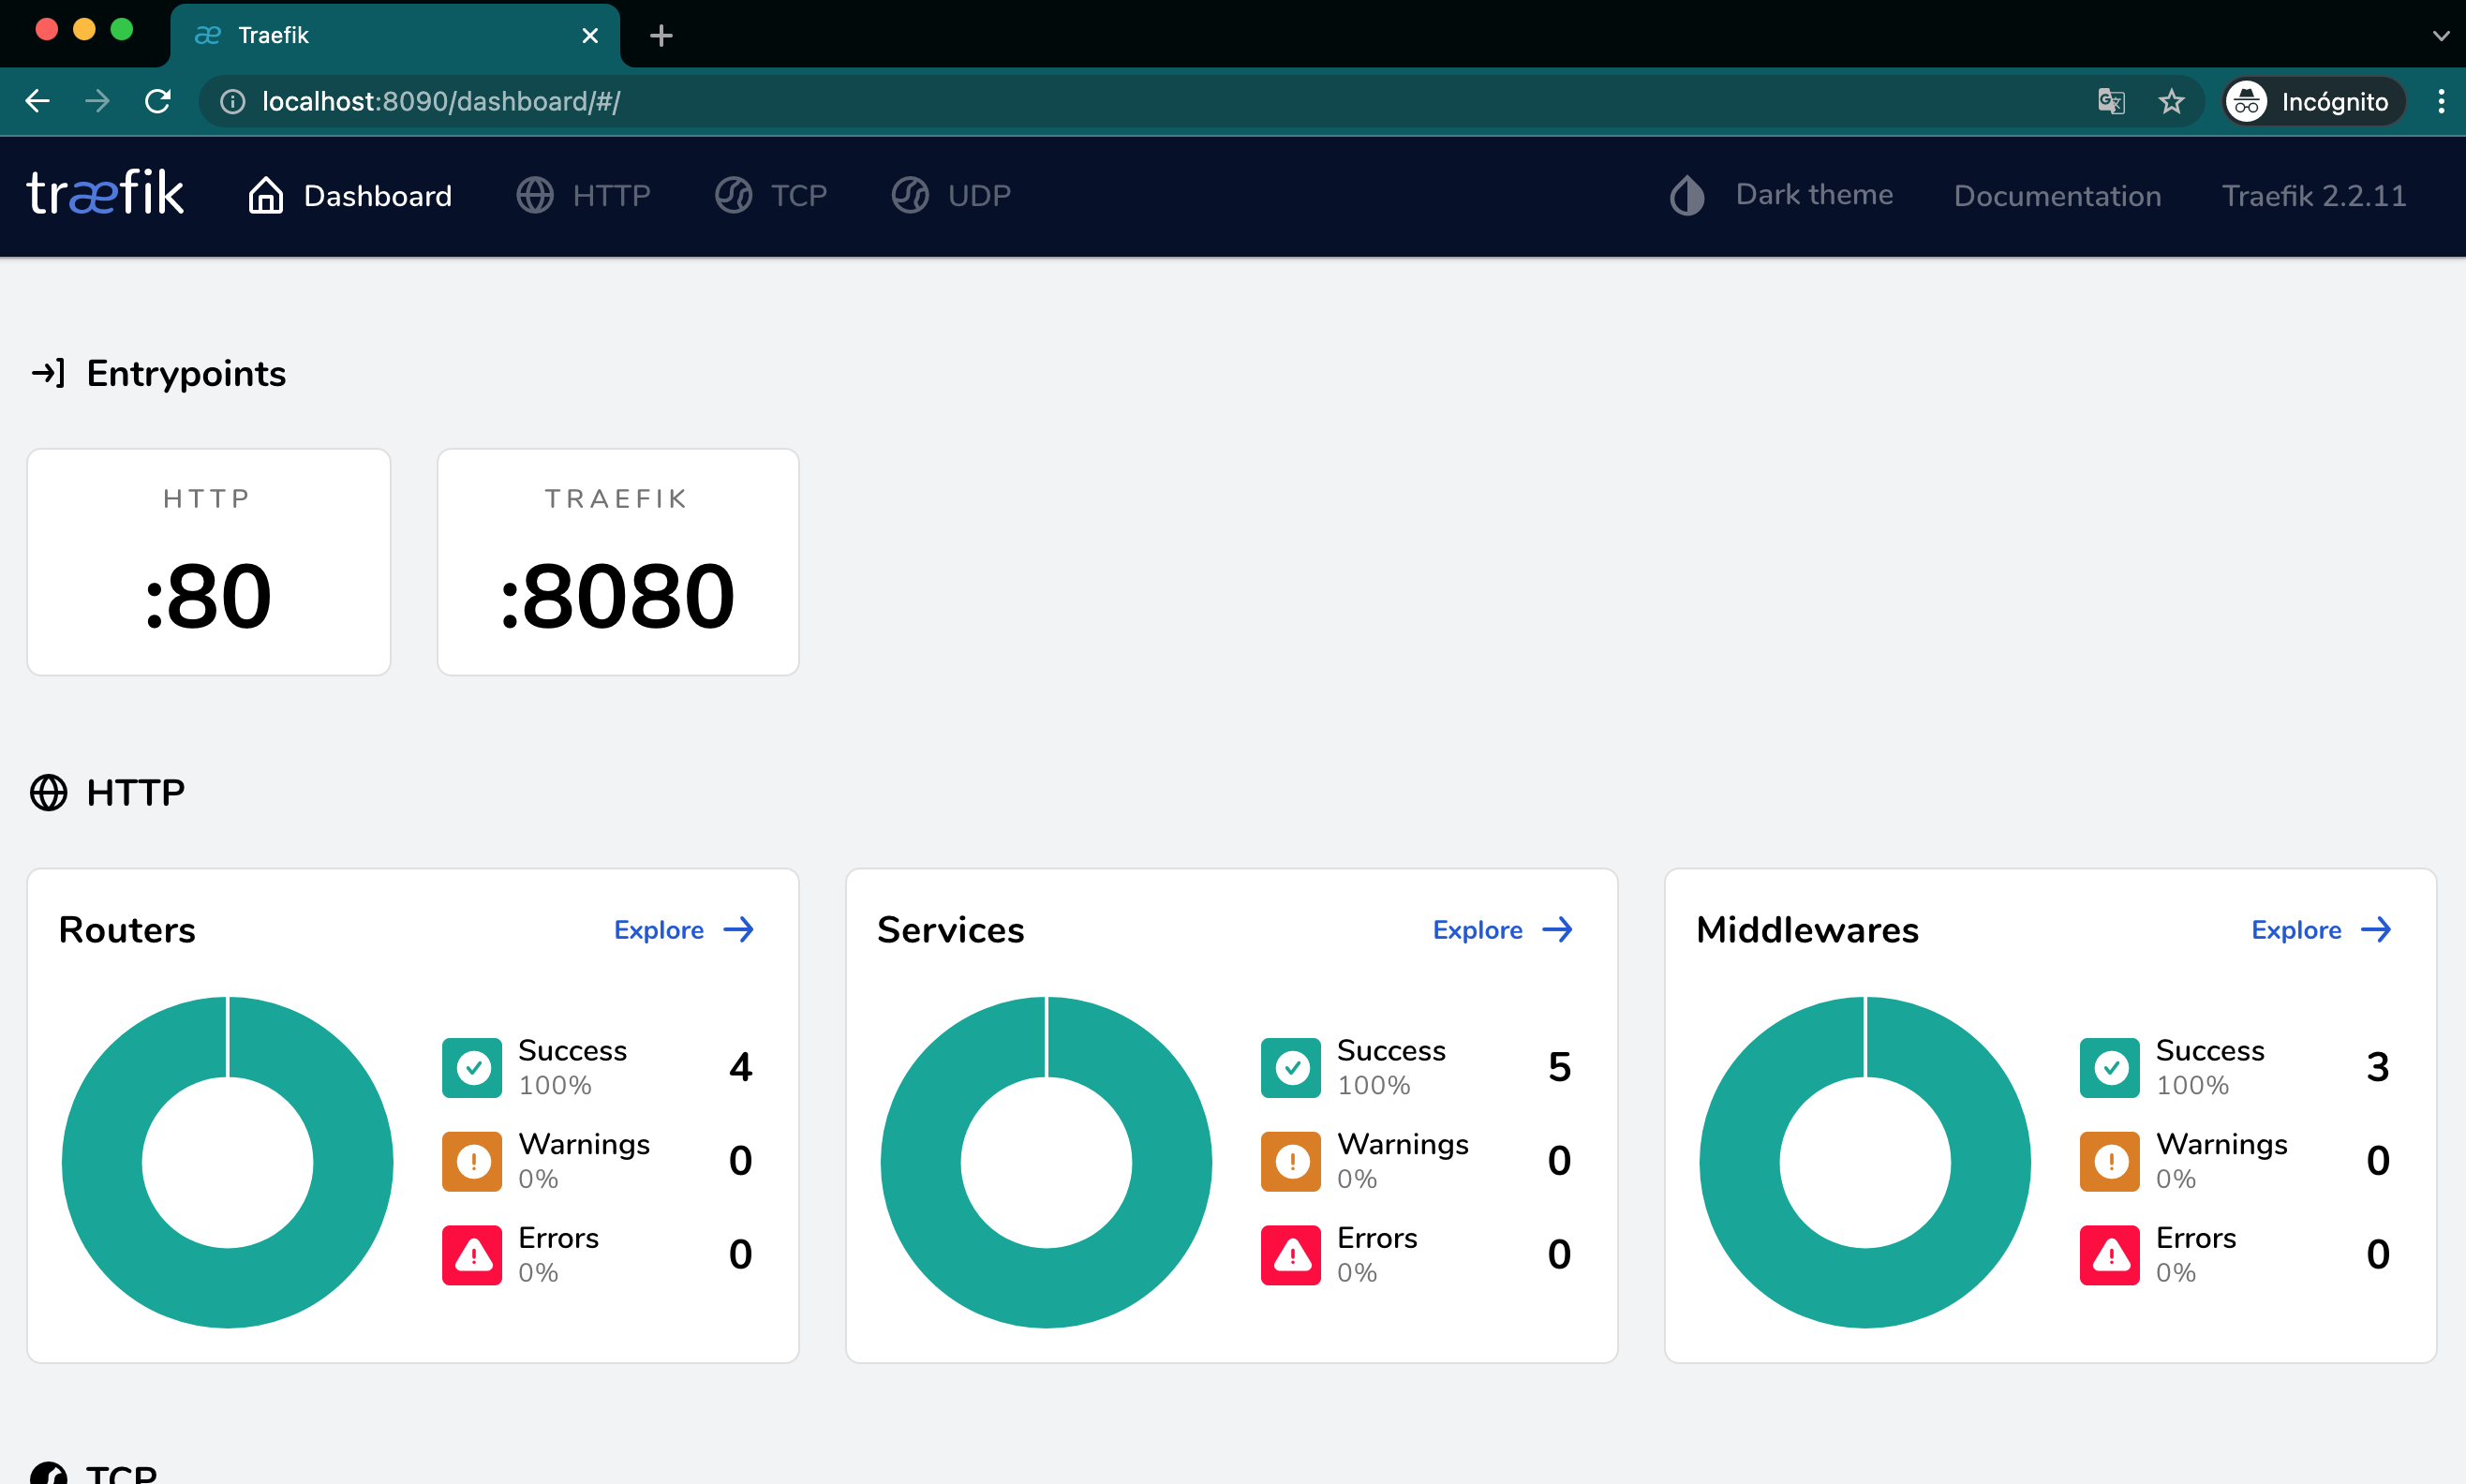 Traefik
localhost:8090/dashboard/#/
Incógnito
træfik
Dashboard
HTTP
TCP
UDP
Dark theme
Documentation
Traefik 2.2.11
Entrypoints
HTTP
:80
TRAEFIK
:8080
HTTP
Routers
Explore
Success
100%
4
Warnings
0%
0
Errors
0%
0
Services
Explore
Success
100%
5
Warnings
0%
0
Errors
0%
0
Middlewares
Explore
Success
100%
3
Warnings
0%
0
Errors
0%
0
TCP